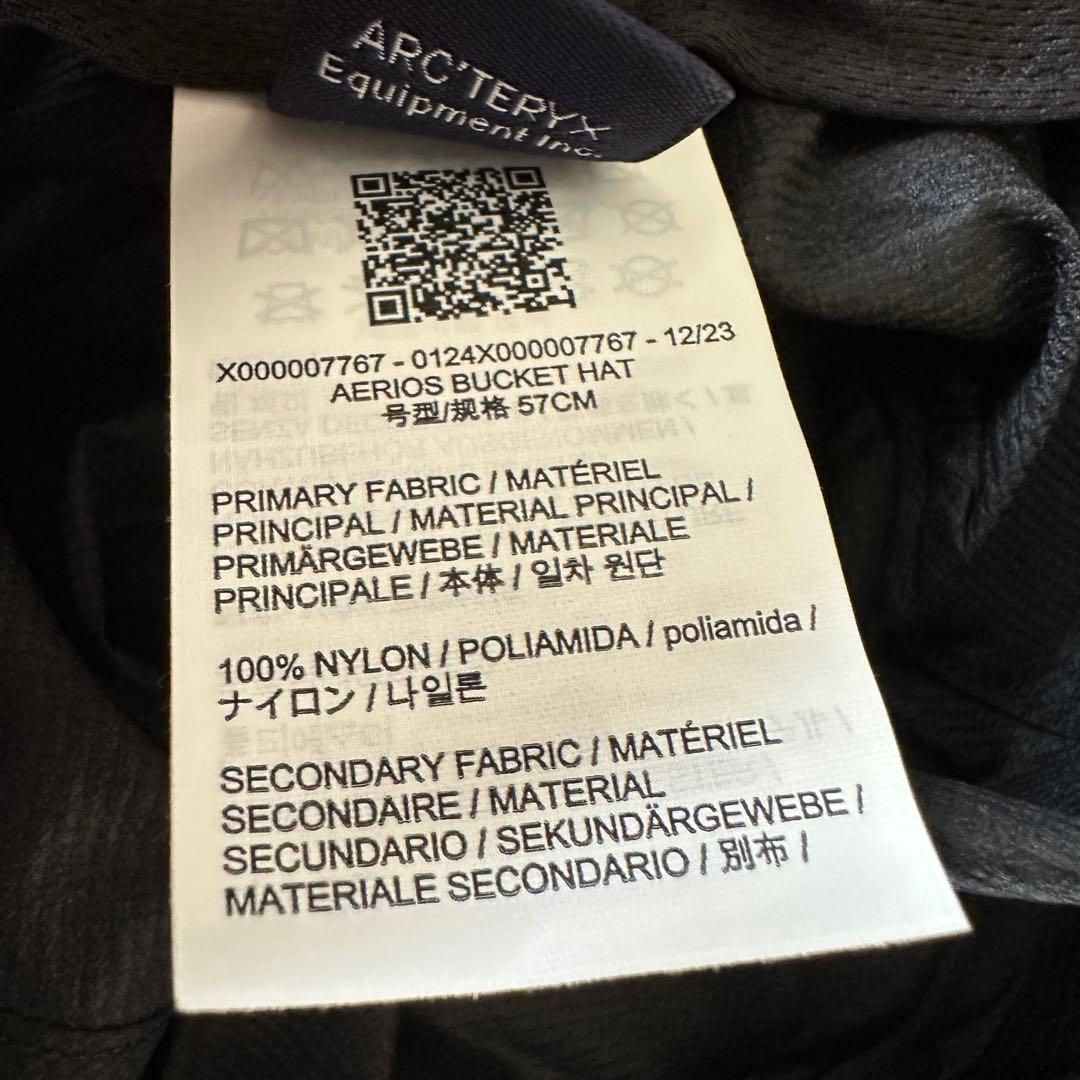 ARC'TERYX
Equipment Inc.
X000007767 - 0124X000007767 - 12/23
AERIOS BUCKET HAT
号型/规格 57CM
PRIMARY FABRIC / MATÉRIEL
PRINCIPAL / MATERIAL PRINCIPAL /
PRIMÄRGEWEBE / MATERIALE
PRINCIPALE / 本体 / 일차 원단
100% NYLON / POLIAMIDA / poliamida /
ナイロン / 나일론
SECONDARY FABRIC / MATÉRIEL
SECONDAIRE / MATERIAL
SECUNDARIO / SEKUNDÄRGEWEBE /
MATERIALE SECONDARIO / 別布 /